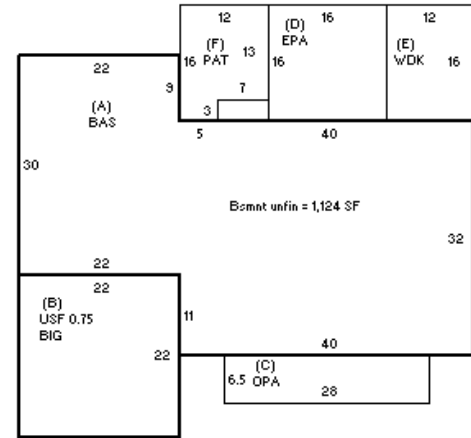 12
16
12
(D)
EPA
(F)
PAT
13
16
16
(E)
WDK
16
22
9
7
3
(A)
BAS
5
40
30
Bsmnt unfin = 1,124 SF
32
22
22
(B)
USF 0.75
BIG
11
22
40
(C)
6.5 OPA
28